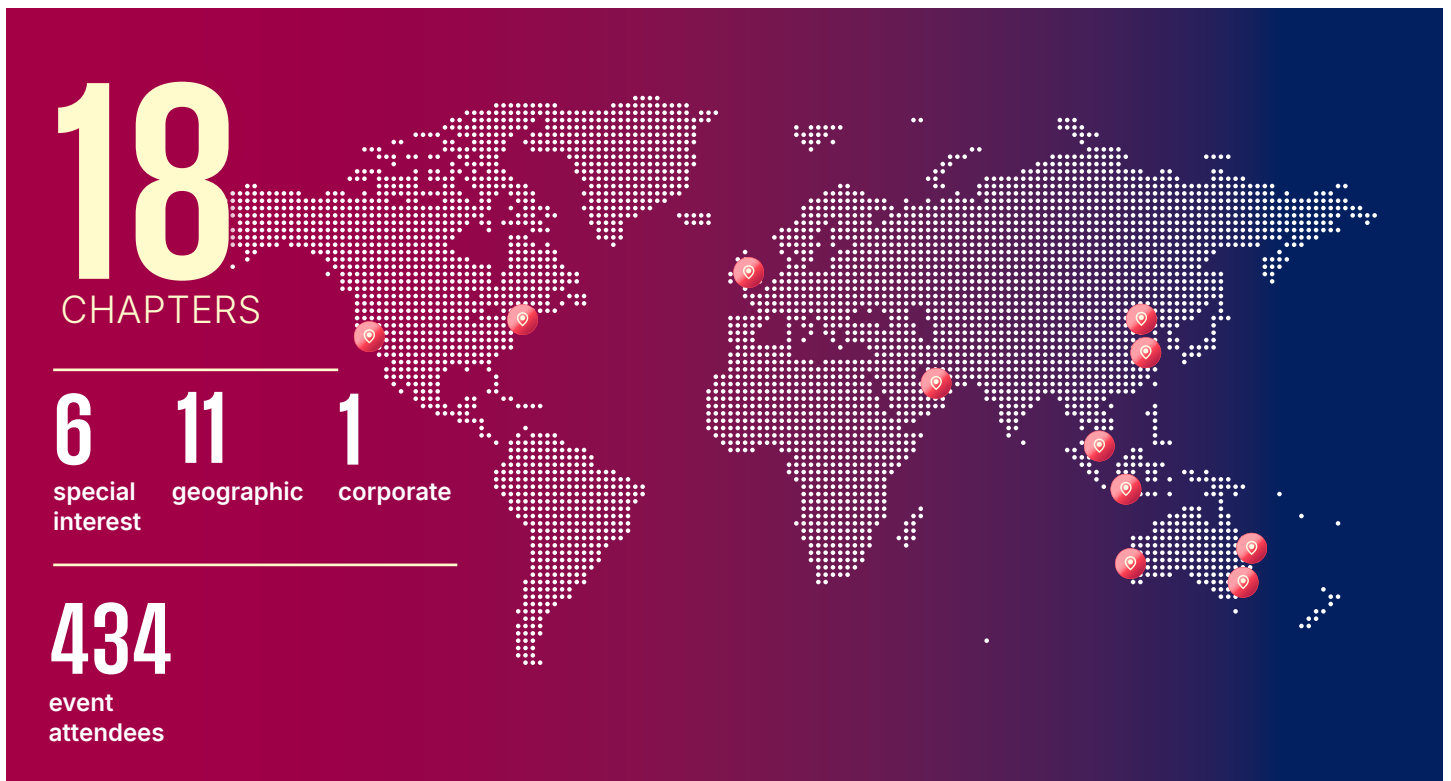 18
CHAPTERS
6
special
interest
11
geographic
1
corporate
434
event
attendees